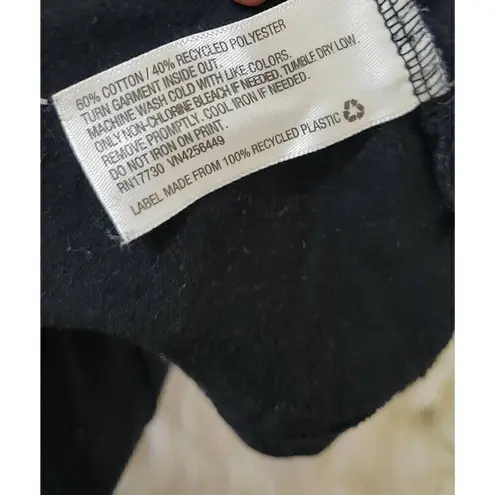 60% COTTON / 40% RECYCLED POLYESTER
TURN GARMENT INSIDE OUT.
MACHINE WASH COLD WITH LIKE COLORS.
ONLY NON-CHLORINE BLEACH IF NEEDED. TUMBLE DRY LOW.
REMOVE PROMPTLY. COOL IRON IF NEEDED.
DO NOT IRON ON PRINT.
RN17730 VN4256449
LABEL MADE FROM 100% RECYCLED PLASTIC